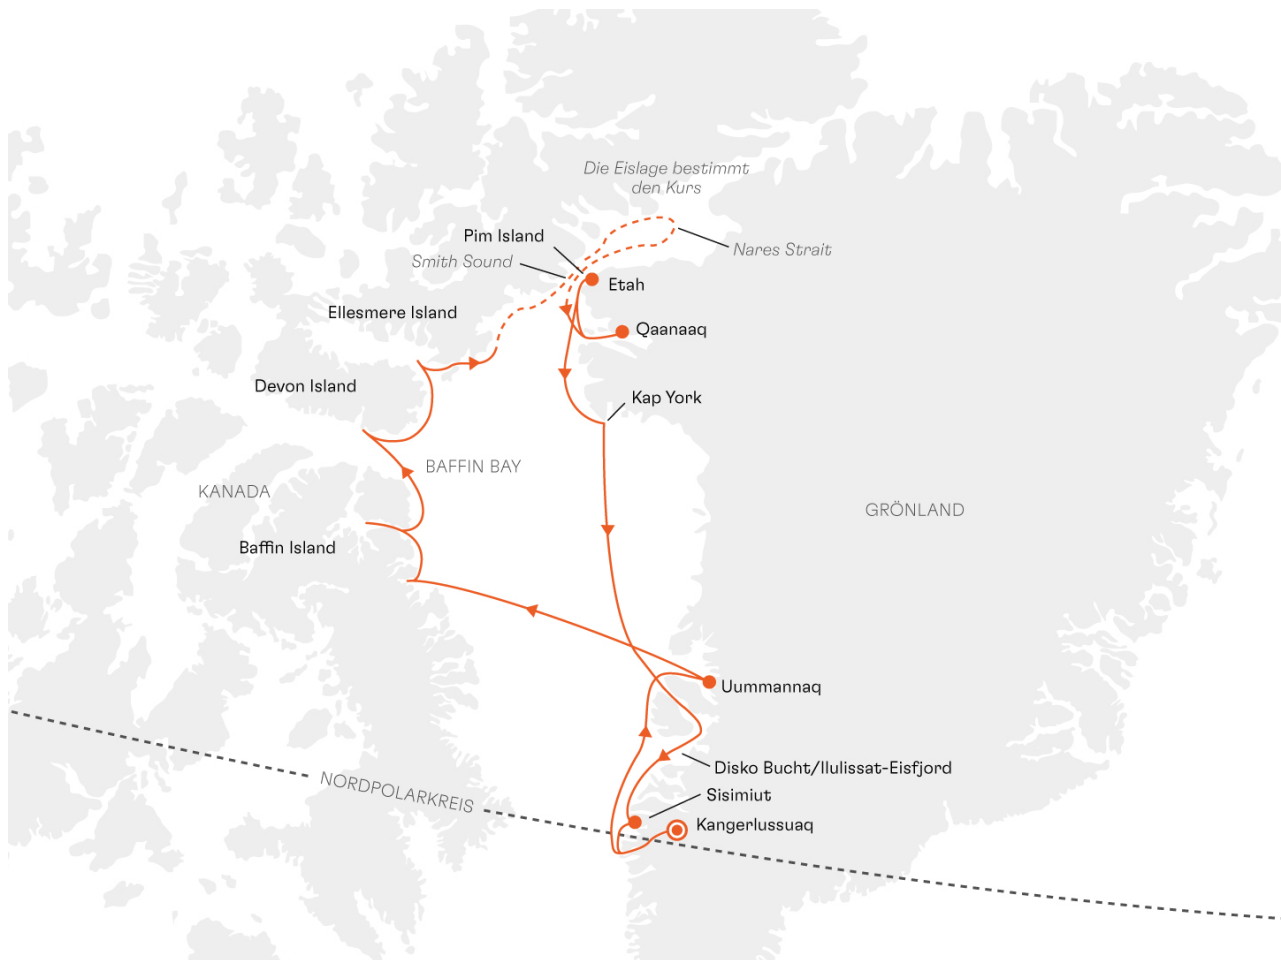 Die Eislage bestimmt
den Kurs
Pim Island
Nares Strait
Smith Sound
Etah
Ellesmere Island
Qaanaaq
Devon Island
Kap York
BAFFIN BAY
KANADA
GRÖNLAND
Baffin Island
Uummannaq
Disko Bucht/Ilulissat-Eisfjord
NORDPOLARKREIS
Sisimiut
Kangerlussuaq